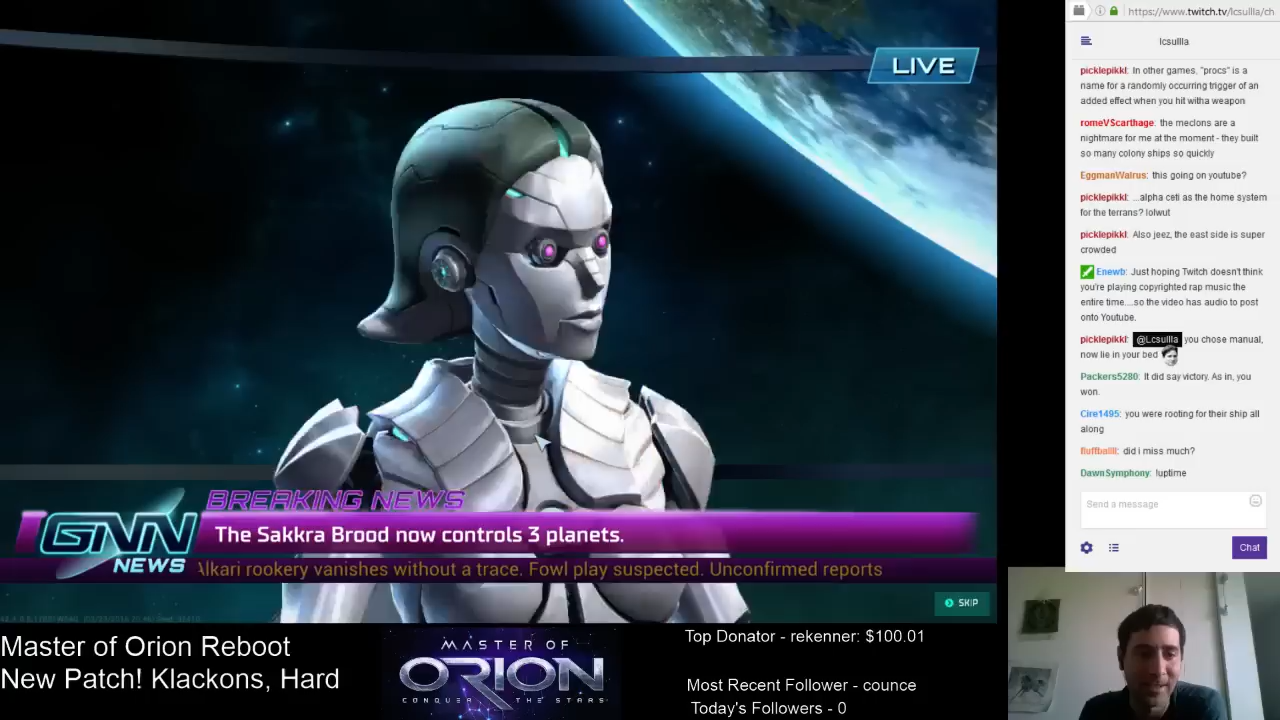 LIVE
BREAKING NEWS
GNN
NEWS
The Sakkra Brood now controls 3 planets.
Alkari rookery vanishes without a trace. Fowl play suspected. Unconfirmed reports
SKIP
Master of Orion Reboot
New Patch! Klackons, Hard
MASTER OF
ORION
CONQUER THE STARS
Top Donator - rekenner: $100.01
Most Recent Follower - counce
Today's Followers - 0
https://www.twitch.tv/lcsullla/ch
lcsullla
picklepikkl: In other games, "procs" is a
name for a randomly occurring trigger of an
added effect when you hit witha weapon
romeVScarthage: the meclons are a
nightmare for me at the moment - they built
so many colony ships so quickly
EggmanWalrus: this going on youtube?
picklepikkl: ...alpha ceti as the home system
for the terrans? lolwut
picklepikkl: Also jeez, the east side is super
crowded
Enewb: Just hoping Twitch doesn't think
you're playing copyrighted rap music the
entire time....so the video has audio to post
onto Youtube.
picklepikkl: @Lcsullla you chose manual,
now lie in your bed
Packers5280: It did say victory. As in, you
won.
Cire1495: you were rooting for their ship all
along
fluffballll: did i miss much?
DawnSymphony: !uptime
Send a message
Chat